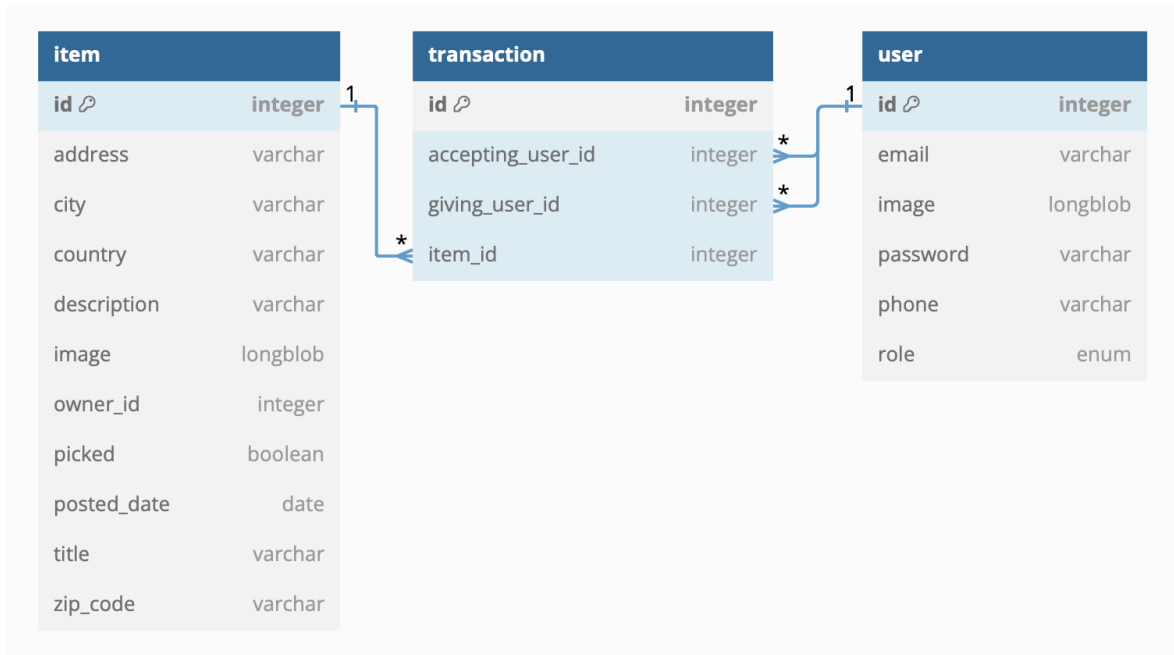 item
id integer
address varchar
city varchar
country varchar
description varchar
image longblob
owner_id integer
picked boolean
posted_date date
title varchar
zip_code varchar
1
*
transaction
id integer
accepting_user_id integer
giving_user_id integer
item_id integer
*
*
1
user
id integer
email varchar
image longblob
password varchar
phone varchar
role enum